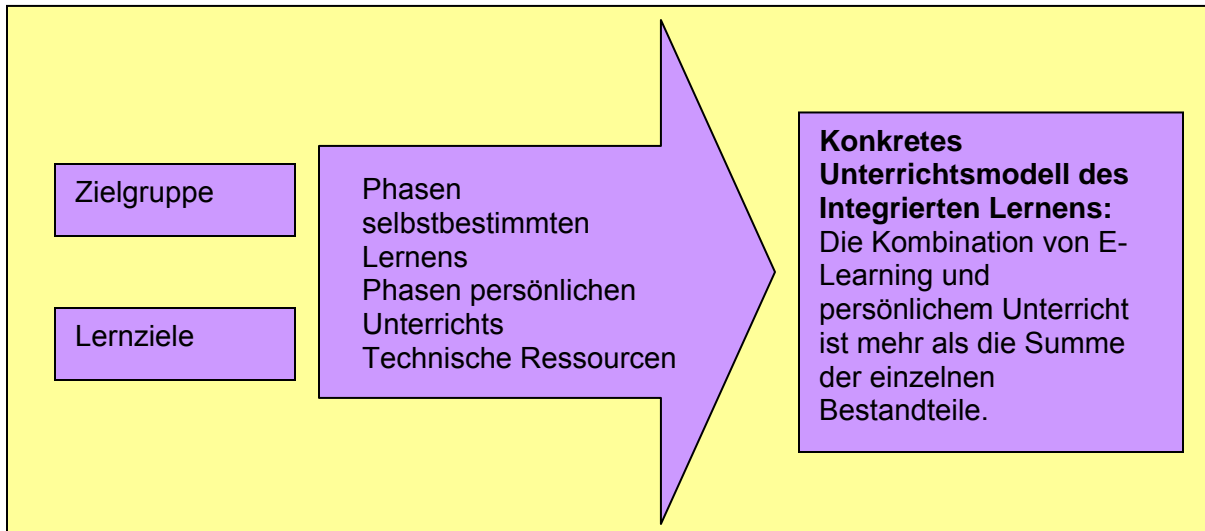 Zielgruppe
Lernziele
Phasen
selbstbestimmten
Lernens
Phasen persönlichen
Unterrichts
Technische Ressourcen
Konkretes
Unterrichtsmodell des
Integrierten Lernens:
Die Kombination von E-
Learning und
persönlichem Unterricht
ist mehr als die Summe
der einzelnen
Bestandteile.